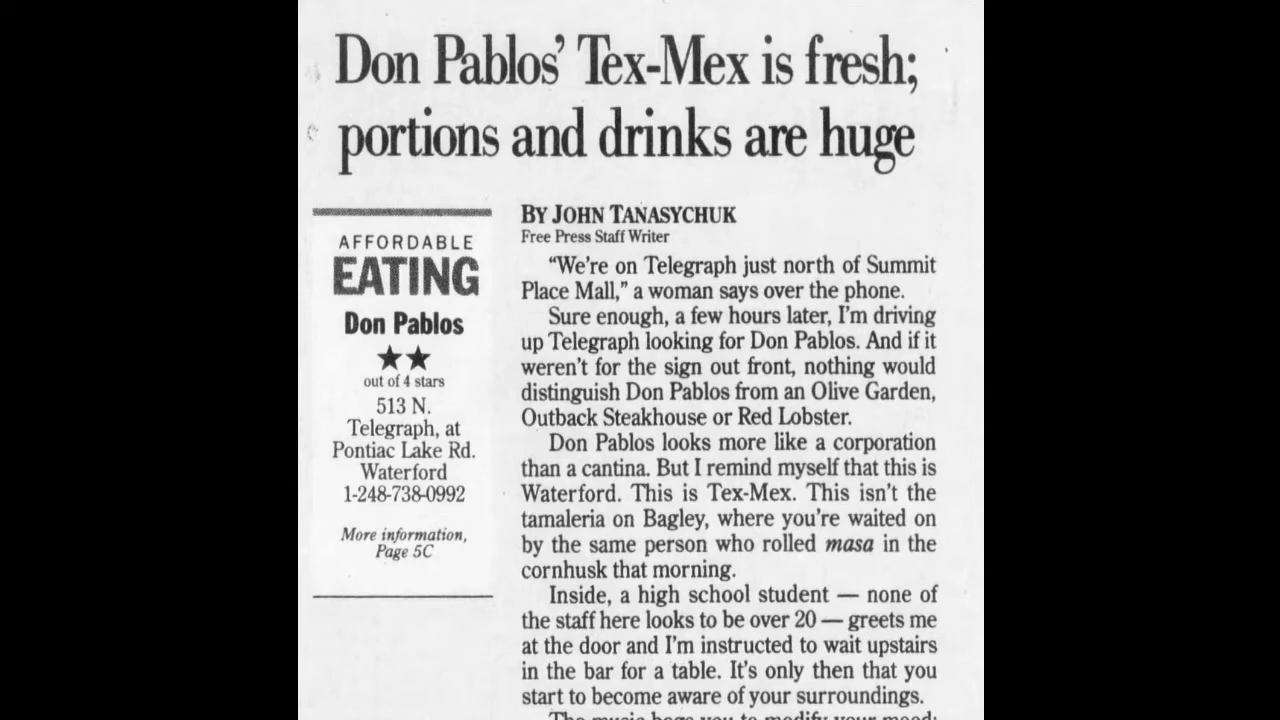 Don Pablos' Tex-Mex is fresh;
portions and drinks are huge
AFFORDABLE
EATING
Don Pablos
★★
out of 4 stars
513 N.
Telegraph, at
Pontiac Lake Rd.
Waterford
1-248-738-0992
More information,
Page 5C
BY JOHN TANASYCHUK
Free Press Staff Writer
"We're on Telegraph just north of Summit
Place Mall," a woman says over the phone.
Sure enough, a few hours later, I'm driving
up Telegraph looking for Don Pablos. And if it
weren't for the sign out front, nothing would
distinguish Don Pablos from an Olive Garden,
Outback Steakhouse or Red Lobster.
Don Pablos looks more like a corporation
than a cantina. But I remind myself that this is
Waterford. This is Tex-Mex. This isn't the
tamaleria on Bagley, where you're waited on
by the same person who rolled masa in the
cornhusk that morning.
Inside, a high school student — none of
the staff here looks to be over 20 — greets me
at the door and I'm instructed to wait upstairs
in the bar for a table. It's only then that you
start to become aware of your surroundings.
The music begs you to modify your mood: